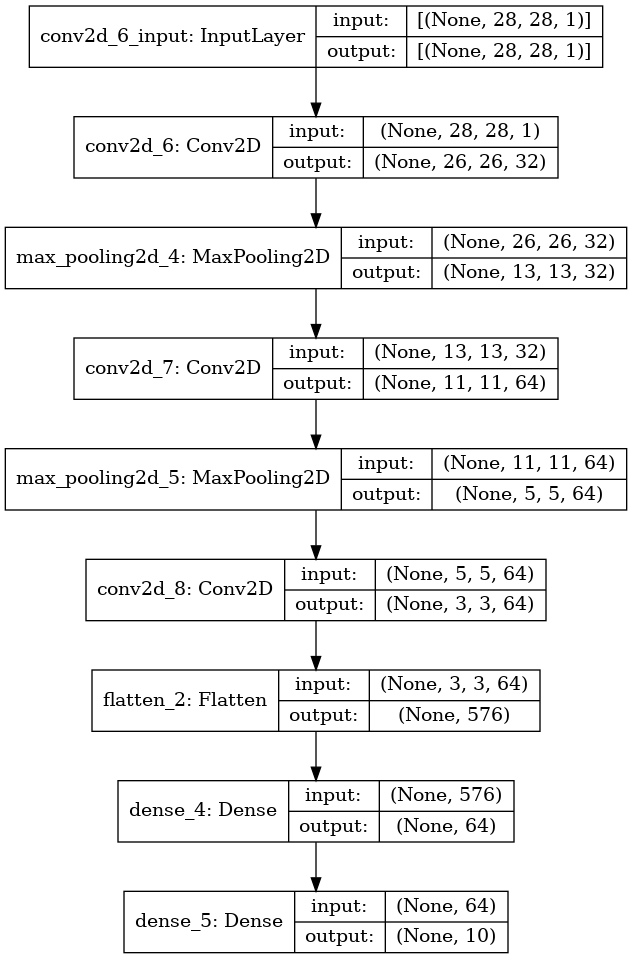 conv2d_6_input: InputLayer
input: [(None, 28, 28, 1)]
output: [(None, 28, 28, 1)]
conv2d_6: Conv2D
input: (None, 28, 28, 1)
output: (None, 26, 26, 32)
max_pooling2d_4: MaxPooling2D
input: (None, 26, 26, 32)
output: (None, 13, 13, 32)
conv2d_7: Conv2D
input: (None, 13, 13, 32)
output: (None, 11, 11, 64)
max_pooling2d_5: MaxPooling2D
input: (None, 11, 11, 64)
output: (None, 5, 5, 64)
conv2d_8: Conv2D
input: (None, 5, 5, 64)
output: (None, 3, 3, 64)
flatten_2: Flatten
input: (None, 3, 3, 64)
output: (None, 576)
dense_4: Dense
input: (None, 576)
output: (None, 64)
dense_5: Dense
input: (None, 64)
output: (None, 10)